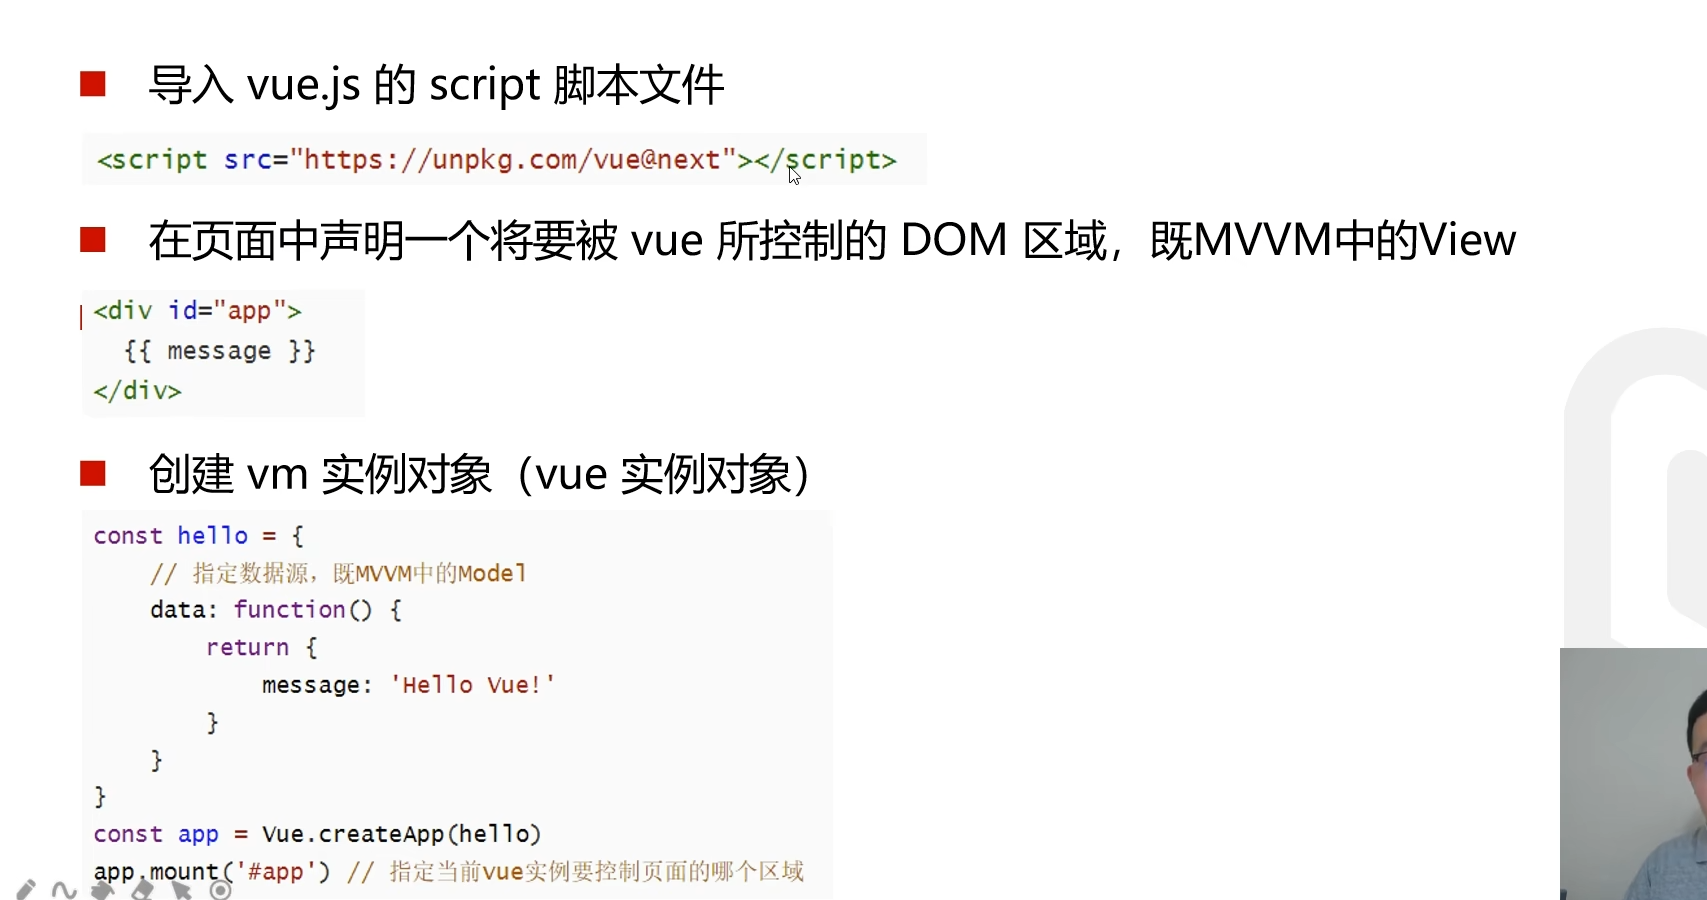 导入 vue.js 的 script 脚本文件
<script src="https://unpkg.com/vue@next"></script>
在页面中声明一个将要被 vue 所控制的 DOM 区域，既MVVM中的View
<div id="app">
{{ message }}
</div>
创建 vm 实例对象（vue 实例对象）
const hello = {
// 指定数据源，既MVVM中的Model
data: function() {
return {
message: 'Hello Vue!'
}
}
}
const app = Vue.createApp(hello)
app.mount('#app') // 指定当前vue实例要控制页面的哪个区域